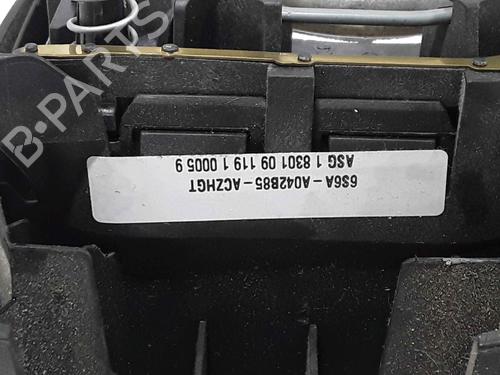 6S6A-A042B85-ACZHGT
ASG 1 8301 09 119 1 0005 9
B-PARTS